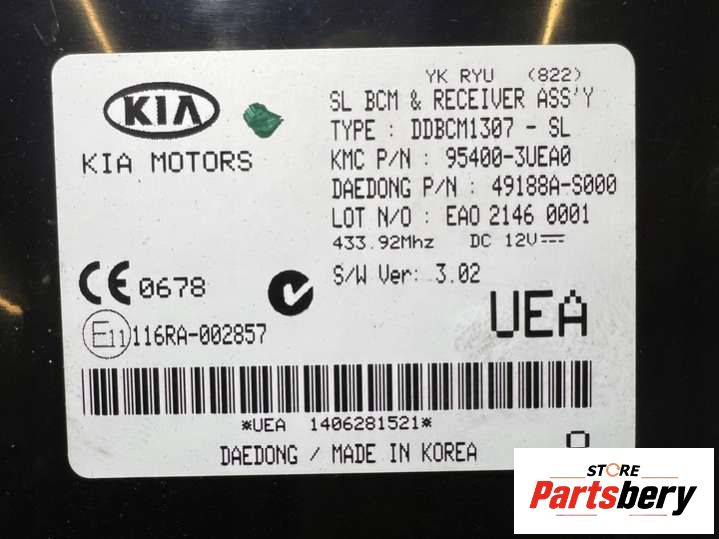 YK RYU (822)
KIA
KIA MOTORS
SL BCM & RECEIVER ASS'Y
TYPE : DDBCM1307 - SL
KMC P/N : 95400-3UEA0
DAEDONG P/N : 49188A-S000
LOT N/O : EAO 2146 0001
433.92Mhz DC 12V
S/W Ver: 3.02
CE 0678
UEA
E11 116RA-002857
*UEA 1406281521*
DAEDONG / MADE IN KOREA
STORE
Partsbery